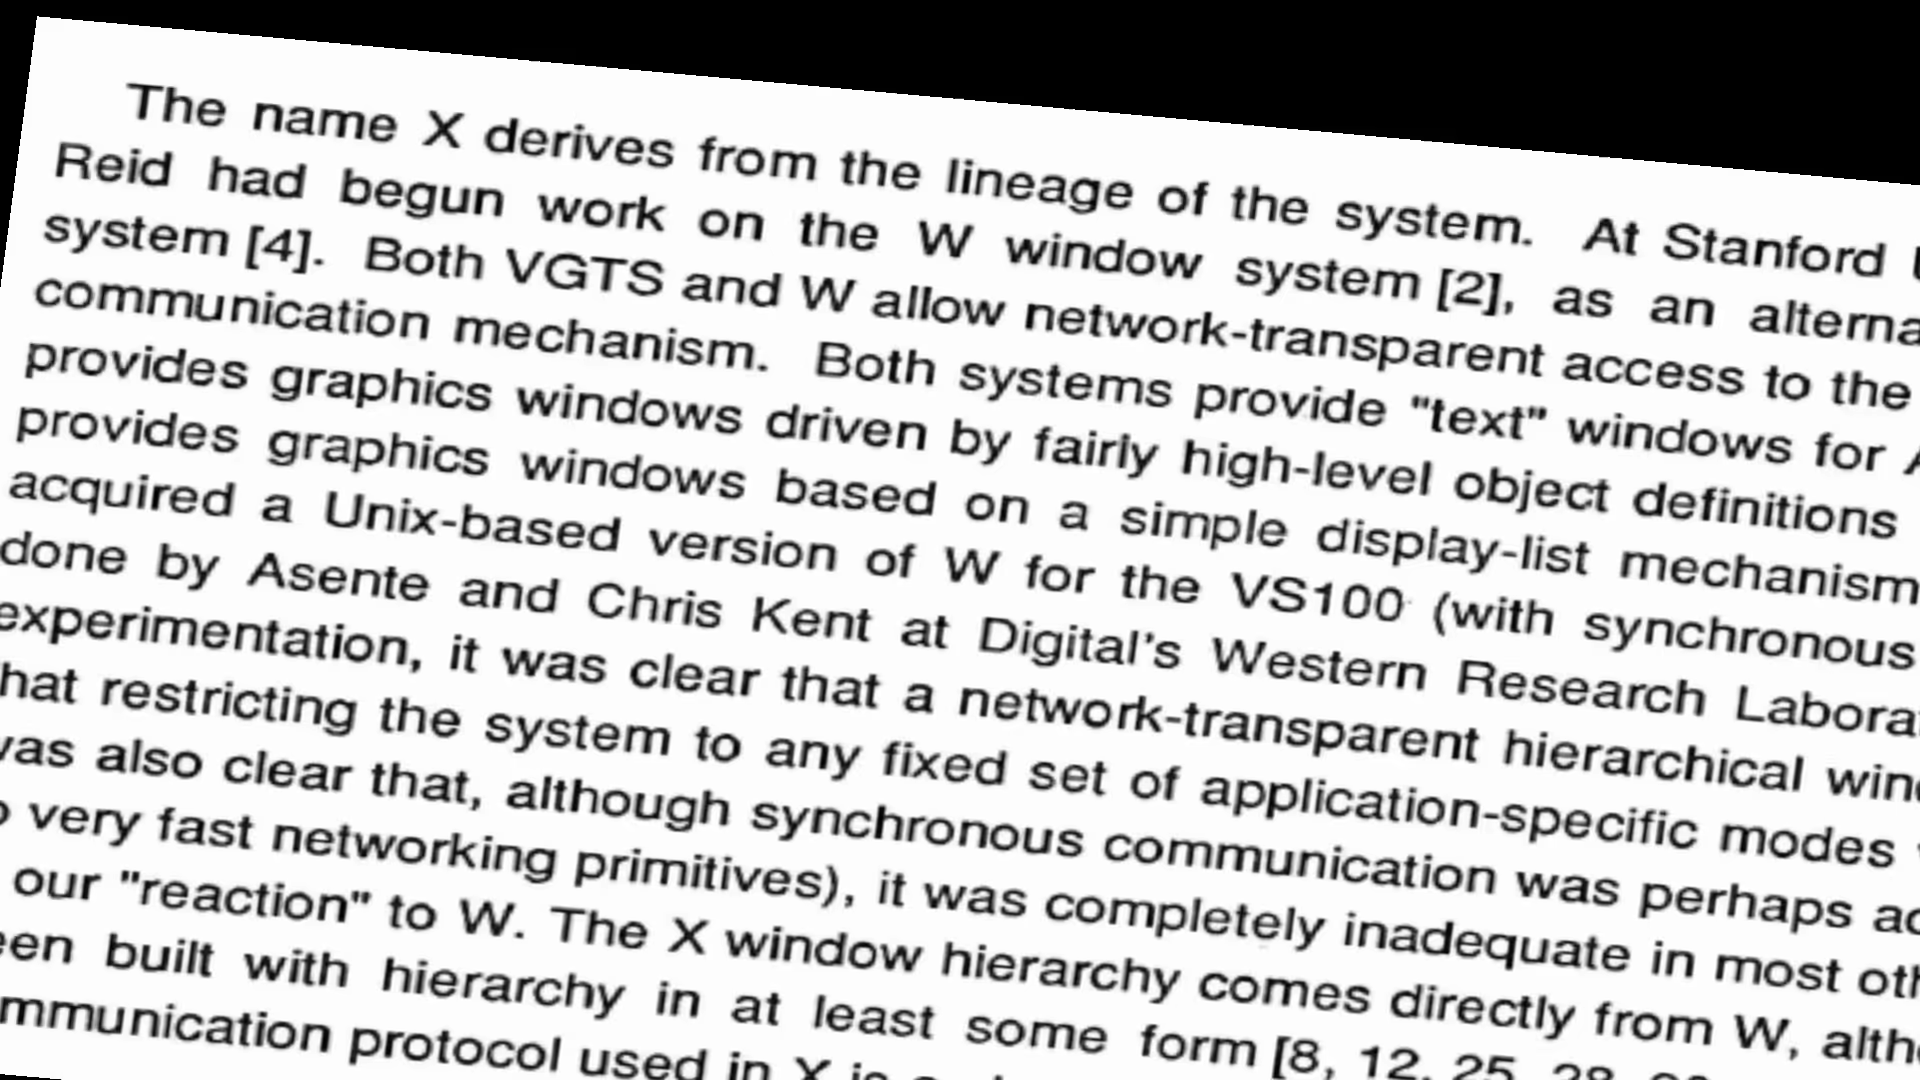 The name X derives from the lineage of the system. At Stanford
Reid had begun work on the W window system [2], as an alterna
system [4]. Both VGTS and W allow network-transparent access to the
communication mechanism. Both systems provide "text" windows for
provides graphics windows driven by fairly high-level object definitions
provides graphics windows based on a simple display-list mechanism
acquired a Unix-based version of W for the VS100 (with synchronous
done by Asente and Chris Kent at Digital's Western Research Labora
experimentation, it was clear that a network-transparent hierarchical win
hat restricting the system to any fixed set of application-specific modes
was also clear that, although synchronous communication was perhaps
very fast networking primitives), it was completely inadequate in most oth
our "reaction" to W. The X window hierarchy comes directly from W, alth
een built with hierarchy in at least some form [8, 12, 25, 28,
mmunication protocol used in X is